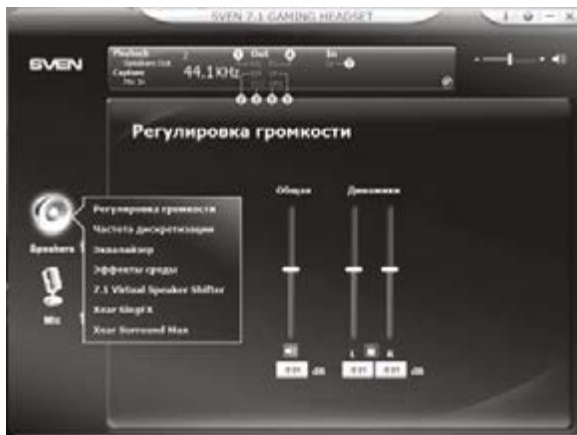 SVEN 7.1 GAMING HEADSET
SVEN
Playback
2
Out
In
Speakers Out
Capture
44.1KHz
Mic In
Регулировка громкости
Общая
Динамики
Регулировка громкости
Частота дискретизации
Эквалайзер
Эффекты среды
7.1 Virtual Speaker Shifter
Xear SingFX
Xear Surround Max
Speakers
Mic
L
R
dB
dB